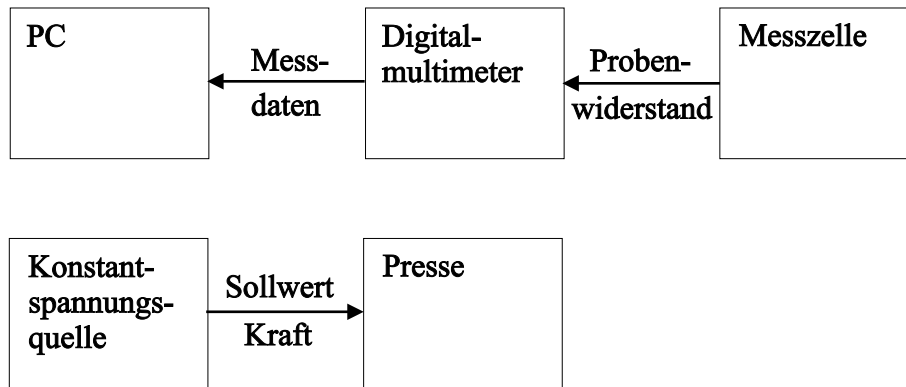 PC
Mess-
daten
Digital-
multimeter
Proben-
widerstand
Messzelle
Konstant-
spannungs-
quelle
Sollwert
Kraft
Presse